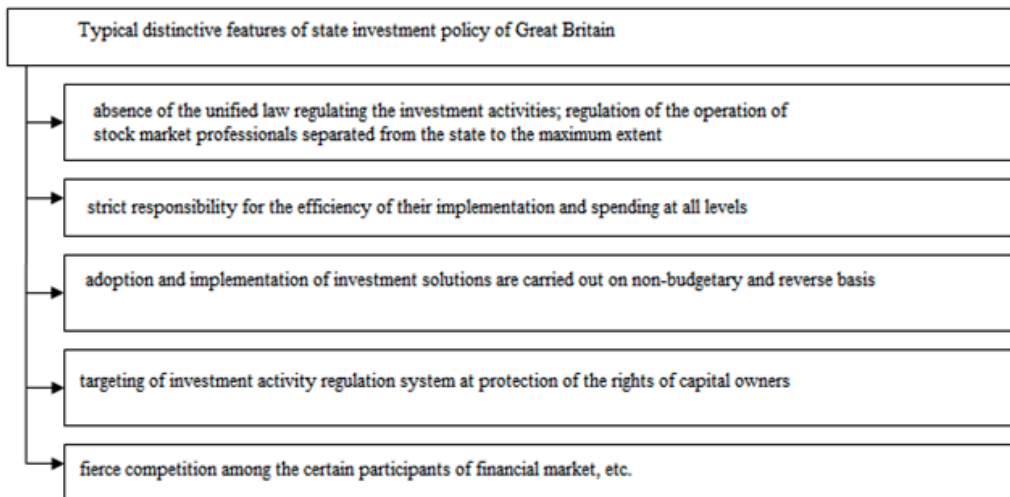 Typical distinctive features of state investment policy of Great Britain
absence of the unified law regulating the investment activities; regulation of the operation of
stock market professionals separated from the state to the maximum extent
strict responsibility for the efficiency of their implementation and spending at all levels
adoption and implementation of investment solutions are carried out on non-budgetary and reverse basis
targeting of investment activity regulation system at protection of the rights of capital owners
fierce competition among the certain participants of financial market, etc.